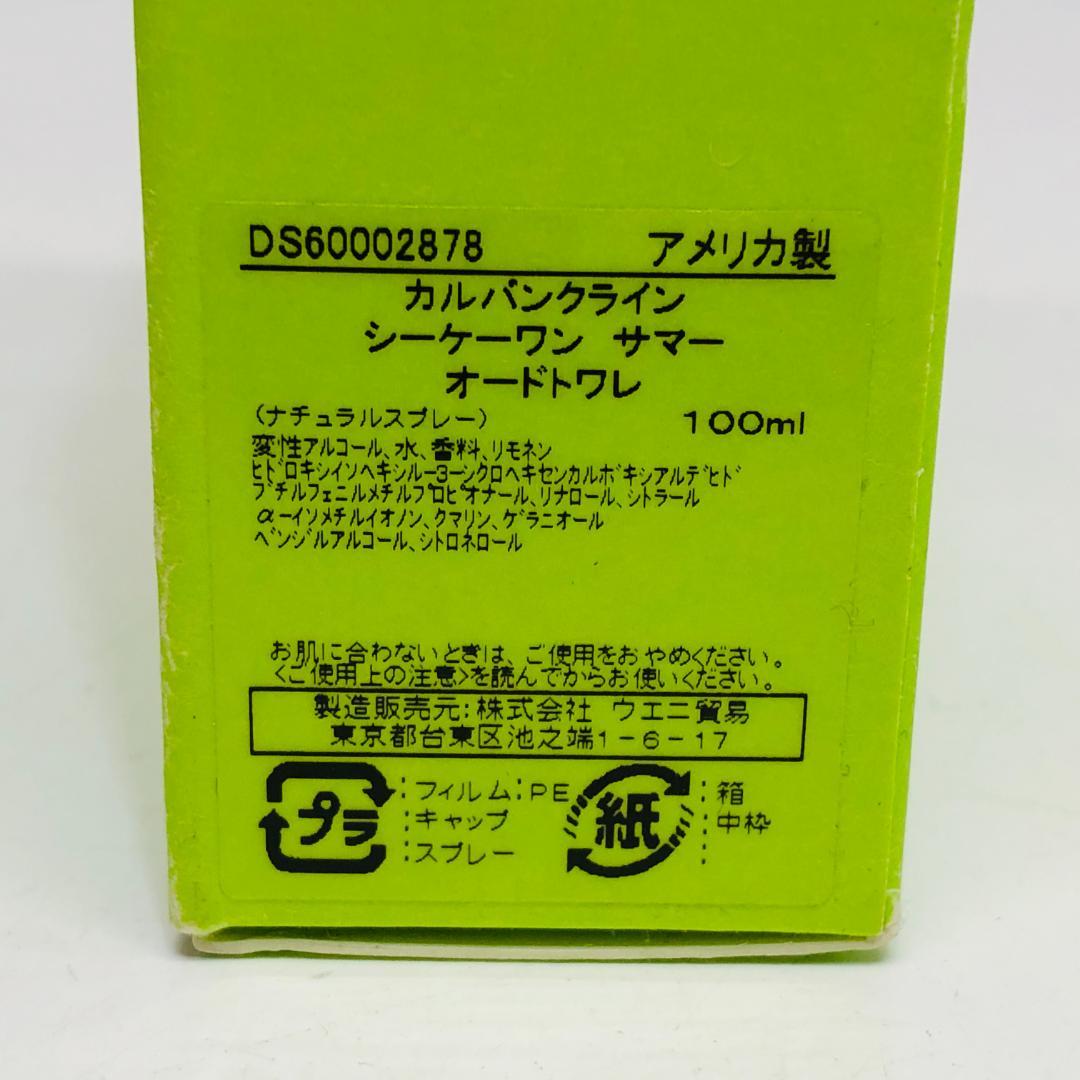 DS60002878 アメリカ製
カルバンクライン
シーケーワン サマー
オードトワレ
(ナチュラルスプレー) 100ml
変性アルコール、水、香料、リモネン
ﾋﾄﾞﾛｷｼｲｿﾍｷｼﾙ-3-ｼｸﾛﾍｷｾﾝｶﾙﾎﾞｷｼｱﾙﾃﾞﾋﾄﾞ
ﾌﾞﾁﾙﾌｪﾆﾙﾒﾁﾙﾌﾟﾛﾋﾟｵﾅｰﾙ、ﾘﾅﾛｰﾙ、ｼﾄﾗｰﾙ
α-ｲｿﾒﾁﾙｲｵﾉﾝ、ｸﾏﾘﾝ、ｹﾞﾗﾆｵｰﾙ
ﾍﾞﾝｼﾞﾙｱﾙｺｰﾙ、ｼﾄﾛﾈﾛｰﾙ
お肌に合わないときは、ご使用をおやめください。
<ご使用上の注意>を読んでからお使いください。
製造販売元:株式会社 ウエニ貿易
東京都台東区池之端1-6-17
プラ
:フィルム:PE
:キャップ
:スプレー
紙
:箱
:中枠
: